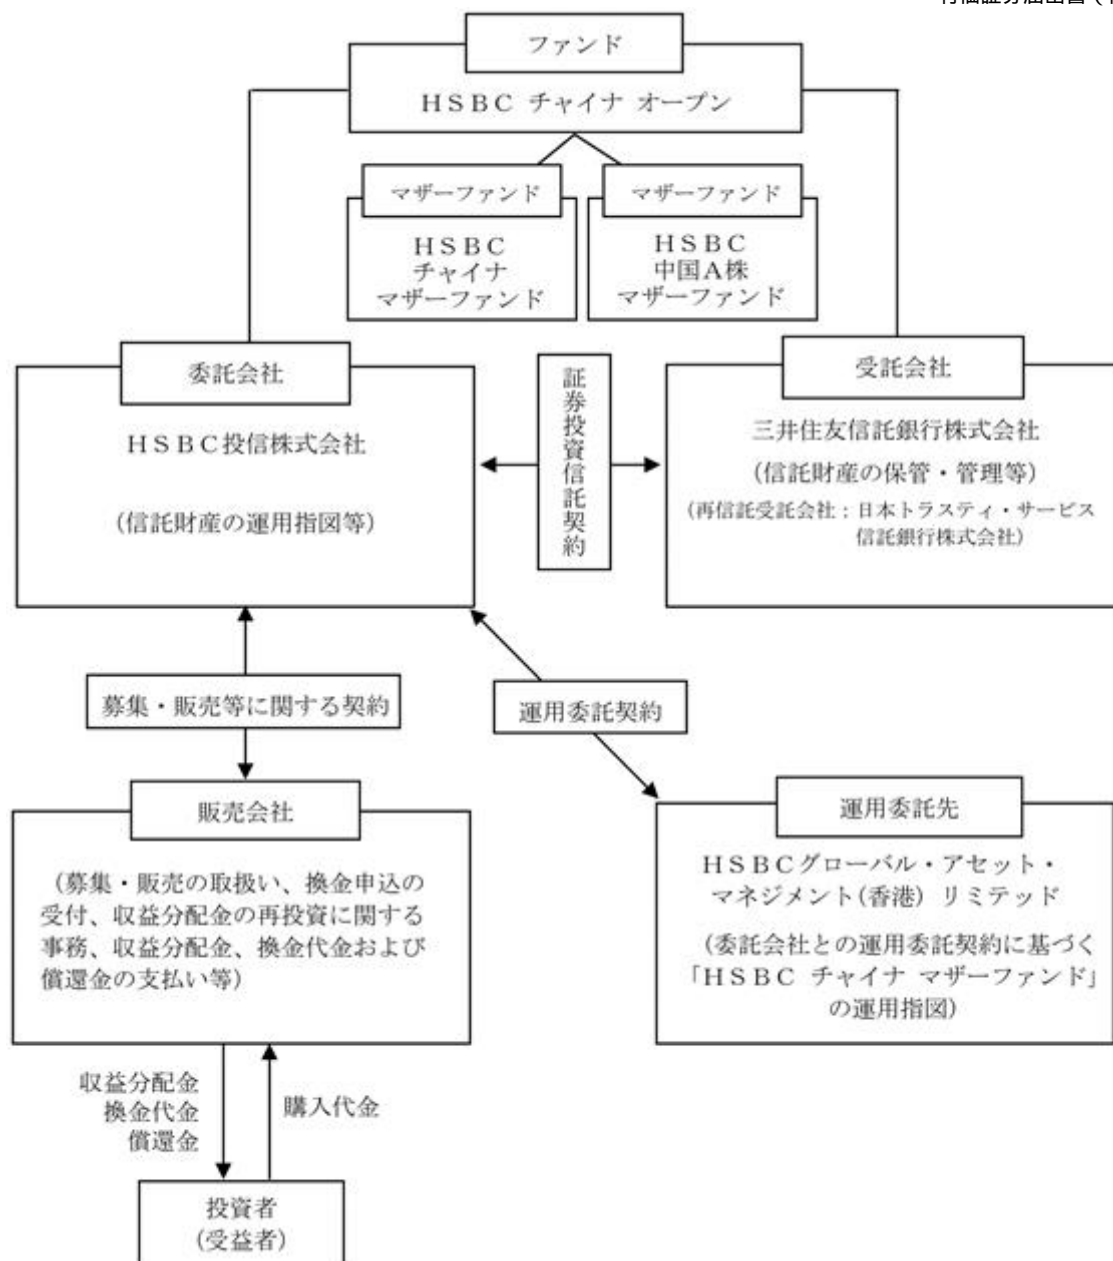 ファンド
HSBC チャイナ オープン
マザーファンド
HSBC
チャイナ
マザーファンド
マザーファンド
HSBC
中国A株
マザーファンド
委託会社
HSBC投信株式会社
(信託財産の運用指図等)
証券投資信託契約
受託会社
三井住友信託銀行株式会社
(信託財産の保管・管理等)
(再信託受託会社：日本トラスティ・サービス
信託銀行株式会社)
募集・販売等に関する契約
運用委託契約
販売会社
(募集・販売の取扱い、換金申込の
受付、収益分配金の再投資に関する
事務、収益分配金、換金代金および
償還金の支払い等)
運用委託先
HSBCグローバル・アセット・
マネジメント(香港) リミテッド
(委託会社との運用委託契約に基づく
「HSBC チャイナ マザーファンド」
の運用指図)
収益分配金
換金代金
償還金
購入代金
投資者
(受益者)